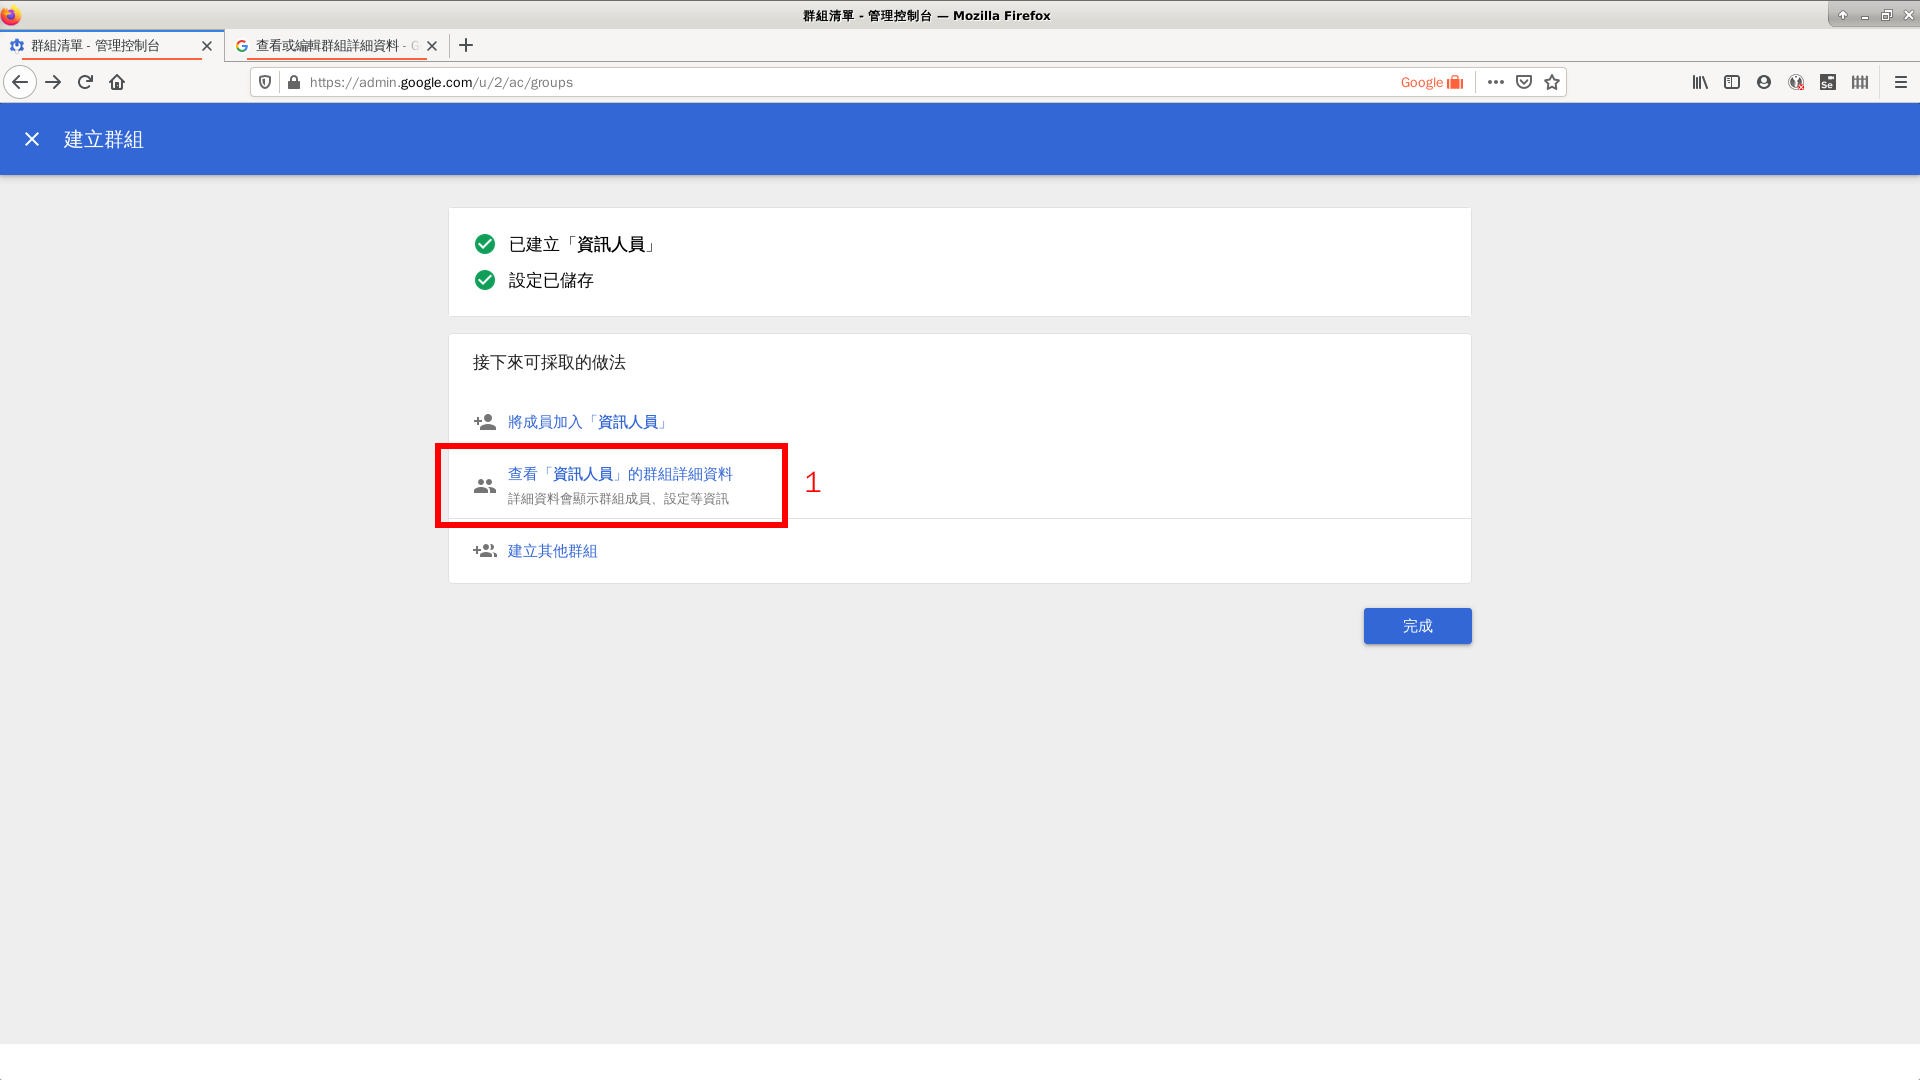 群組清單 - 管理控制台 — Mozilla Firefox
群組清單 - 管理控制台
查看或編輯群組詳細資料 - G
https://admin.google.com/u/2/ac/groups
Google
Se
建立群組
已建立「資訊人員」
設定已儲存
接下來可採取的做法
將成員加入「資訊人員」
查看「資訊人員」的群組詳細資料
1
詳細資料會顯示群組成員、設定等資訊
建立其他群組
完成